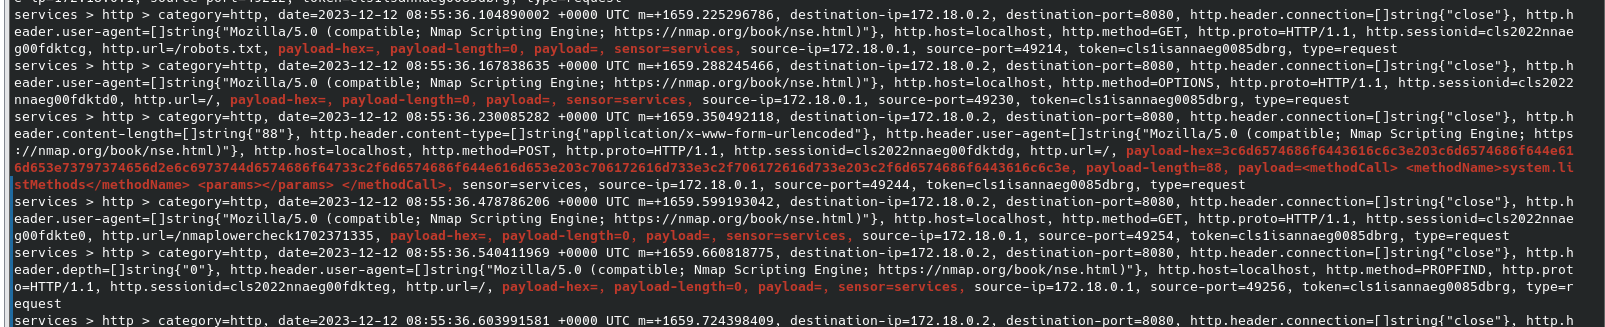 services > http > category=http, date=2023-12-12 08:55:36.104890002 +0000 UTC m=+1659.225296786, destination-ip=172.18.0.2, destination-port=8080, http.header.connection=[]string{"close"}, http.h
eader.user-agent=[]string{"Mozilla/5.0 (compatible; Nmap Scripting Engine; https://nmap.org/book/nse.html)"}, http.host=localhost, http.method=GET, http.proto=HTTP/1.1, http.sessionid=cls2022nnae
g00fdktcg, http.url=/robots.txt, payload-hex=, payload-length=0, payload=, sensor=services, source-ip=172.18.0.1, source-port=49214, token=cls1isannaeg0085dbrg, type=request
services > http > category=http, date=2023-12-12 08:55:36.167838635 +0000 UTC m=+1659.288245466, destination-ip=172.18.0.2, destination-port=8080, http.header.connection=[]string{"close"}, http.h
eader.user-agent=[]string{"Mozilla/5.0 (compatible; Nmap Scripting Engine; https://nmap.org/book/nse.html)"}, http.host=localhost, http.method=OPTIONS, http.proto=HTTP/1.1, http.sessionid=cls2022
nnaeg00fdktd0, http.url=/, payload-hex=, payload-length=0, payload=, sensor=services, source-ip=172.18.0.1, source-port=49230, token=cls1isannaeg0085dbrg, type=request
services > http > category=http, date=2023-12-12 08:55:36.230085282 +0000 UTC m=+1659.350492118, destination-ip=172.18.0.2, destination-port=8080, http.header.connection=[]string{"close"}, http.h
eader.content-length=[]string{"88"}, http.header.content-type=[]string{"application/x-www-form-urlencoded"}, http.header.user-agent=[]string{"Mozilla/5.0 (compatible; Nmap Scripting Engine; https
://nmap.org/book/nse.html)"}, http.host=localhost, http.method=POST, http.proto=HTTP/1.1, http.sessionid=cls2022nnaeg00fdktdg, http.url=/, payload-hex=3c6d6574686f6443616c6c3e203c6d6574686f644e61
6d653e73797374656d2e6c6973744d6574686f64733c2f6d6574686f644e616d653e203c706172616d733e3c2f706172616d733e203c2f6d6574686f6443616c6c3e, payload-length=88, payload=<methodCall> <methodName>system.li
stMethods</methodName> <params></params> </methodCall>, sensor=services, source-ip=172.18.0.1, source-port=49244, token=cls1isannaeg0085dbrg, type=request
services > http > category=http, date=2023-12-12 08:55:36.478786206 +0000 UTC m=+1659.599193042, destination-ip=172.18.0.2, destination-port=8080, http.header.connection=[]string{"close"}, http.h
eader.user-agent=[]string{"Mozilla/5.0 (compatible; Nmap Scripting Engine; https://nmap.org/book/nse.html)"}, http.host=localhost, http.method=GET, http.proto=HTTP/1.1, http.sessionid=cls2022nnae
g00fdkte0, http.url=/nmaplowercheck1702371335, payload-hex=, payload-length=0, payload=, sensor=services, source-ip=172.18.0.1, source-port=49254, token=cls1isannaeg0085dbrg, type=request
services > http > category=http, date=2023-12-12 08:55:36.540411969 +0000 UTC m=+1659.660818775, destination-ip=172.18.0.2, destination-port=8080, http.header.connection=[]string{"close"}, http.h
eader.depth=[]string{"0"}, http.header.user-agent=[]string{"Mozilla/5.0 (compatible; Nmap Scripting Engine; https://nmap.org/book/nse.html)"}, http.host=localhost, http.method=PROPFIND, http.prot
o=HTTP/1.1, http.sessionid=cls2022nnaeg00fdkteg, http.url=/, payload-hex=, payload-length=0, payload=, sensor=services, source-ip=172.18.0.1, source-port=49256, token=cls1isannaeg0085dbrg, type=r
equest
services > http > category=http, date=2023-12-12 08:55:36.603991581 +0000 UTC m=+1659.724398409, destination-ip=172.18.0.2, destination-port=8080, http.header.connection=[]string{"close"}, http.h